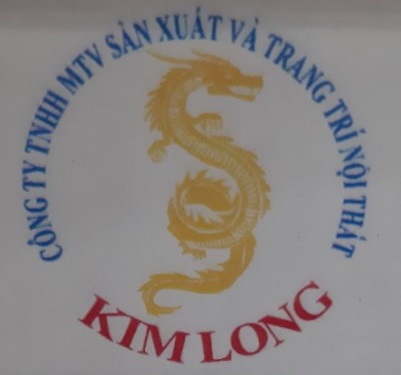 CÔNG TY TNHH MTV SẢN XUẤT VÀ TRANG TRÍ NỘI THẤT
KIM LONG